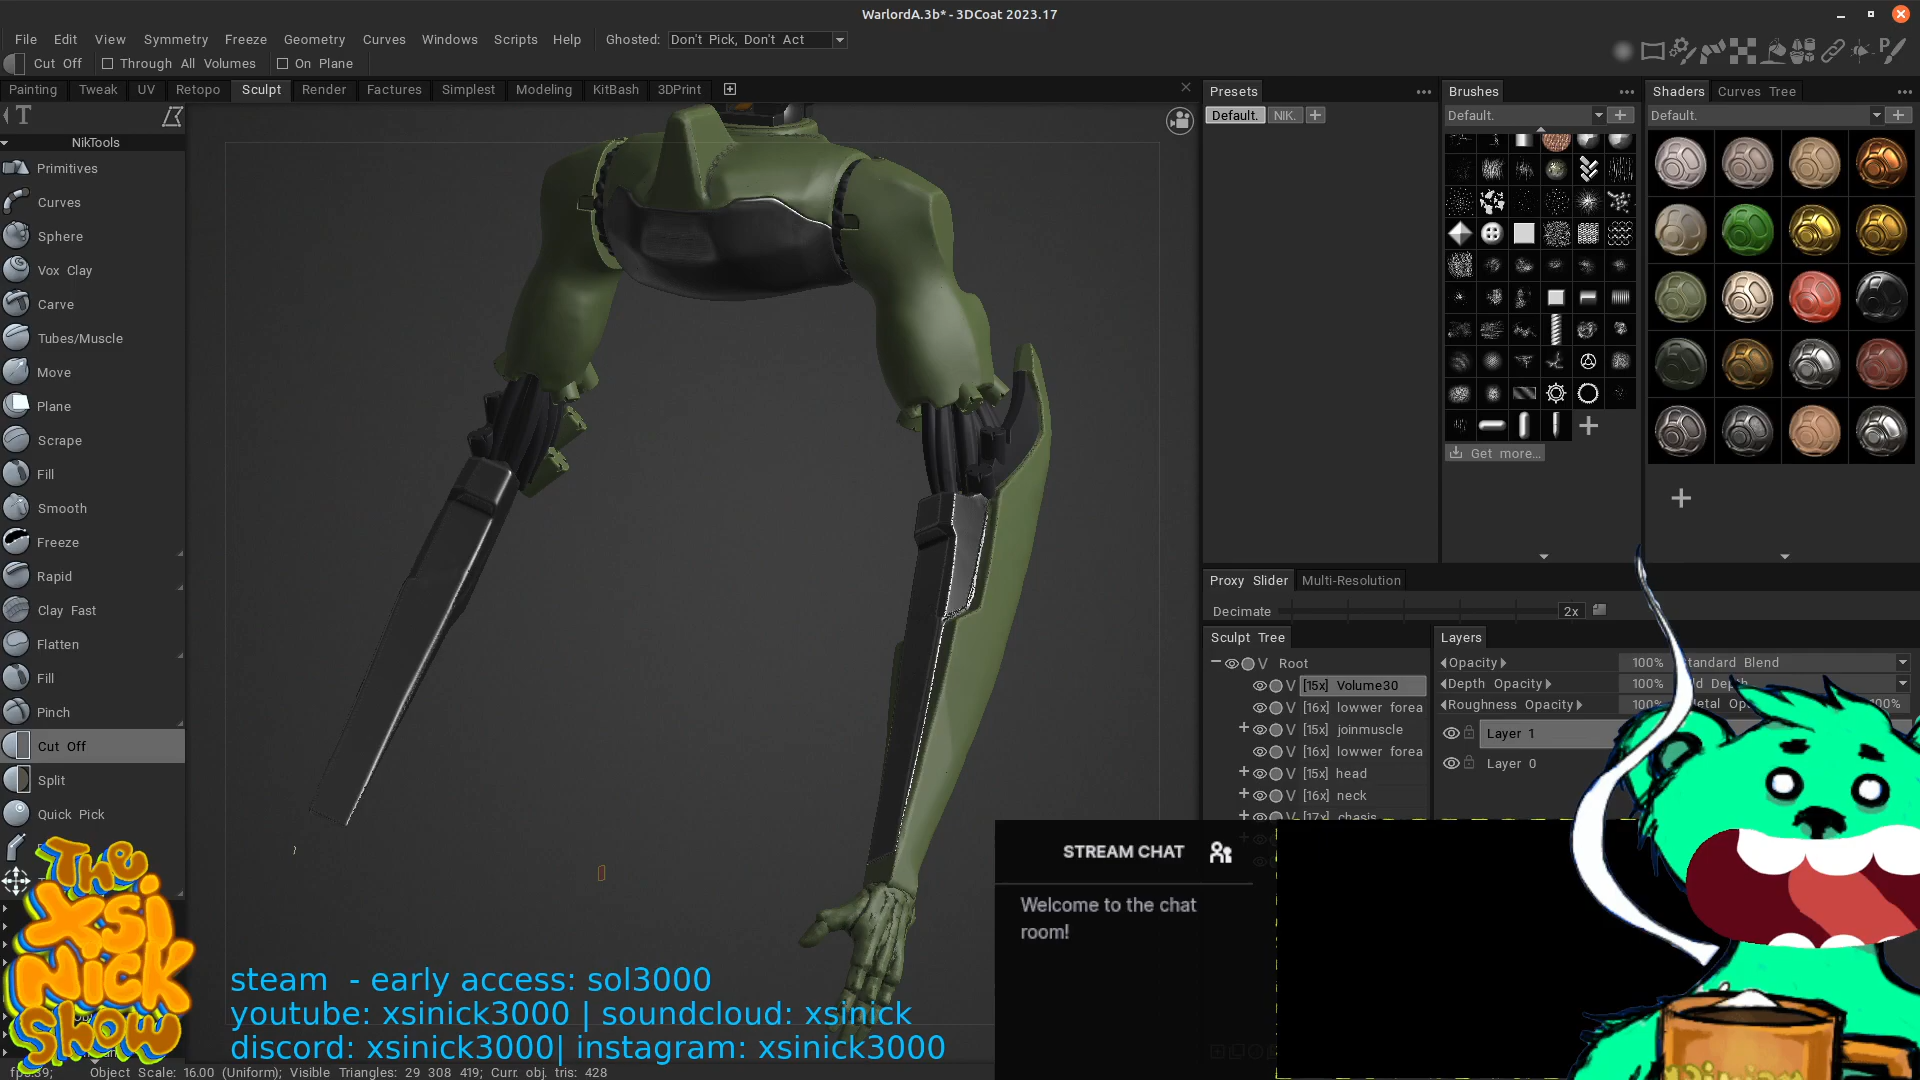 WarlordA.3b* - 3DCoat 2023.17
File Edit View Symmetry Freeze Geometry Curves Windows Scripts Help Ghosted: Don't Pick, Don't Act
Cut Off Through All Volumes On Plane
Painting Tweak UV Retopo Sculpt Render Factures Simplest Modeling KitBash 3DPrint
NikTools
Primitives
Curves
Sphere
Vox Clay
Carve
Tubes/Muscle
Move
Plane
Scrape
Fill
Smooth
Freeze
Rapid
Clay Fast
Flatten
Fill
Pinch
Cut Off
Split
Quick Pick
The
Xsi
Nick
Show
Presets
Default. NIK.
Brushes
Default.
Get more...
Shaders Curves Tree
Default.
Proxy Slider Multi-Resolution
Decimate 2x
Sculpt Tree
Root
V [15x] Volume30
V [16x] lowwer forea
V [15x] joinmuscle
V [16x] lowwer forea
V [15x] head
V [16x] neck
V [17x] chasis
Layers
Opacity 100% Standard Blend
Depth Opacity 100%
Roughness Opacity 100% 100%
Layer 1
Layer 0
STREAM CHAT
Welcome to the chat
room!
steam - early access: sol3000
youtube: xsinick3000 | soundcloud: xsinick
discord: xsinick3000| instagram: xsinick3000
Object Scale: 16.00 (Uniform); Visible Triangles: 29 308 419; Curr. obj. tris: 428